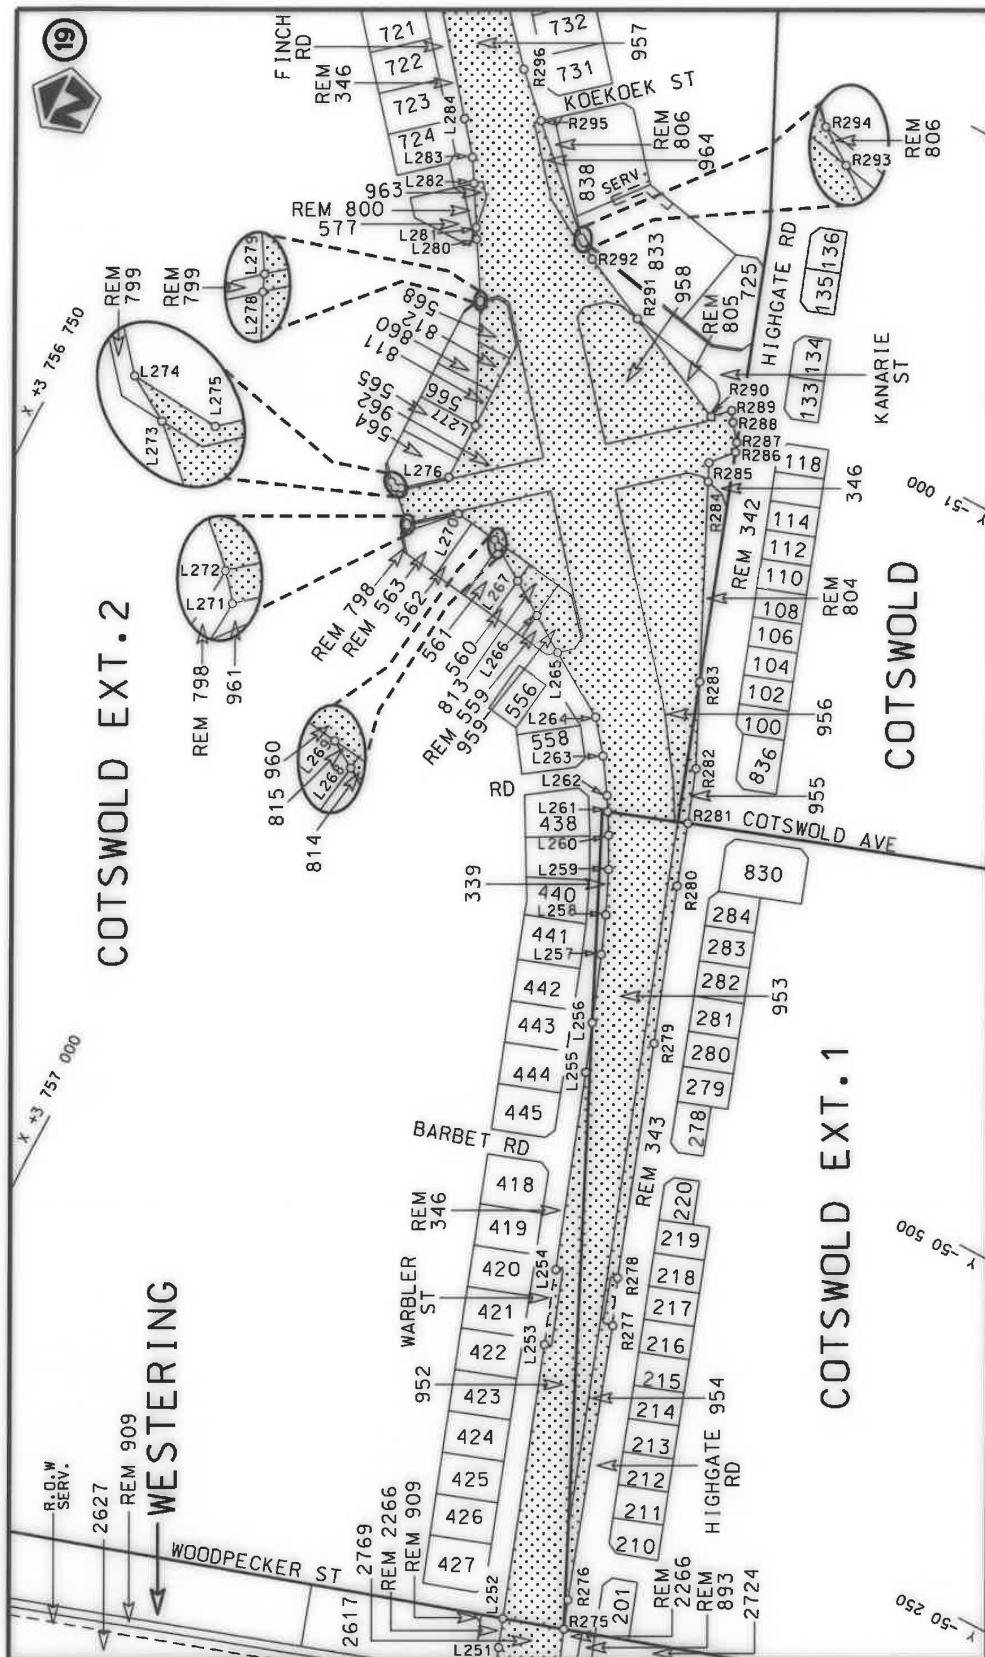 19
FINCH
RD
REM
346
721
722
723
724
L284
L283
L282
963
REM 800
577
L281
L280
732
731
R296
957
KOEKOEK ST
R295
REM
806
964
838
SERV.
R294
R293
REM
806
R292
833
R291
958
REM
805
725
HIGHGATE RD
135
136
133
134
KANARIE
ST
L279
L278
REM
799
REM
799
L274
L275
L273
X +3 756 750
568
812
860
811
565
566
962
564
L277
L276
L270
R290
R289
R288
R287
R286
R285
R284
346
118
114
112
110
108
106
104
102
100
836
REM 342
REM
804
Y -51 000
COTSWOLD
L272
L271
REM 798
961
REM 798
REM 563
562
561
560
813
REM 559
959
L267
L266
L265
556
L264
558
L263
L262
RD
L261
438
L260
L259
440
339
L258
441
L257
442
443
L256
L255
444
445
815
960
814
L269
L268
COTSWOLD EXT.2
R283
956
R282
955
R281
COTSWOLD AVE
R280
830
284
283
282
281
280
279
278
953
R279
X +3 757 000
BARBET RD
418
419
420
421
422
423
424
425
426
427
REM
346
WARBLER
ST
L254
L253
952
REM 343
220
219
218
217
216
215
214
213
212
211
210
R278
R277
954
HIGHGATE
RD
COTSWOLD EXT.1
Y -50 500
WESTERING
R.O.W
SERV.
2627
REM 909
WOODPECKER ST
2617
2769
REM 2266
REM 909
L252
L251
R276
R275
201
REM
2266
REM
893
2724
Y -50 250